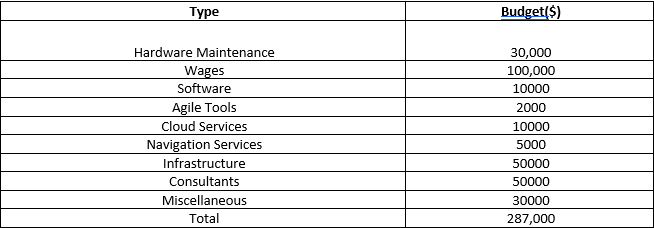 Type Budget($)
Hardware Maintenance 30,000
Wages 100,000
Software 10000
Agile Tools 2000
Cloud Services 10000
Navigation Services 5000
Infrastructure 50000
Consultants 50000
Miscellaneous 30000
Total 287,000